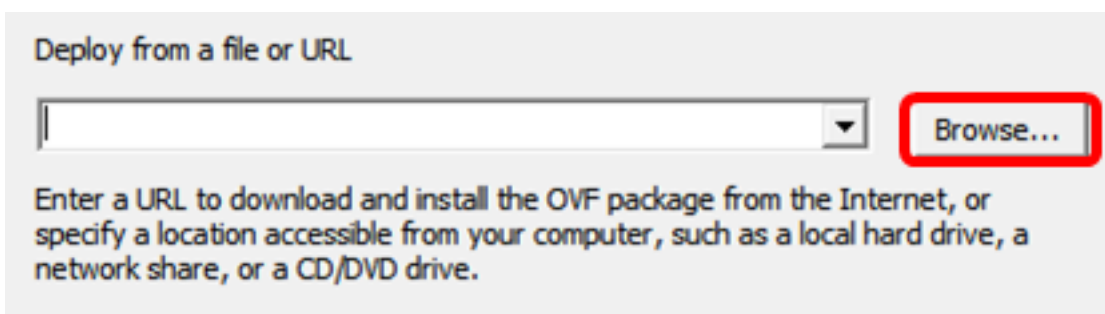 Deploy from a file or URL
Browse...
Enter a URL to download and install the OVF package from the Internet, or
specify a location accessible from your computer, such as a local hard drive, a
network share, or a CD/DVD drive.